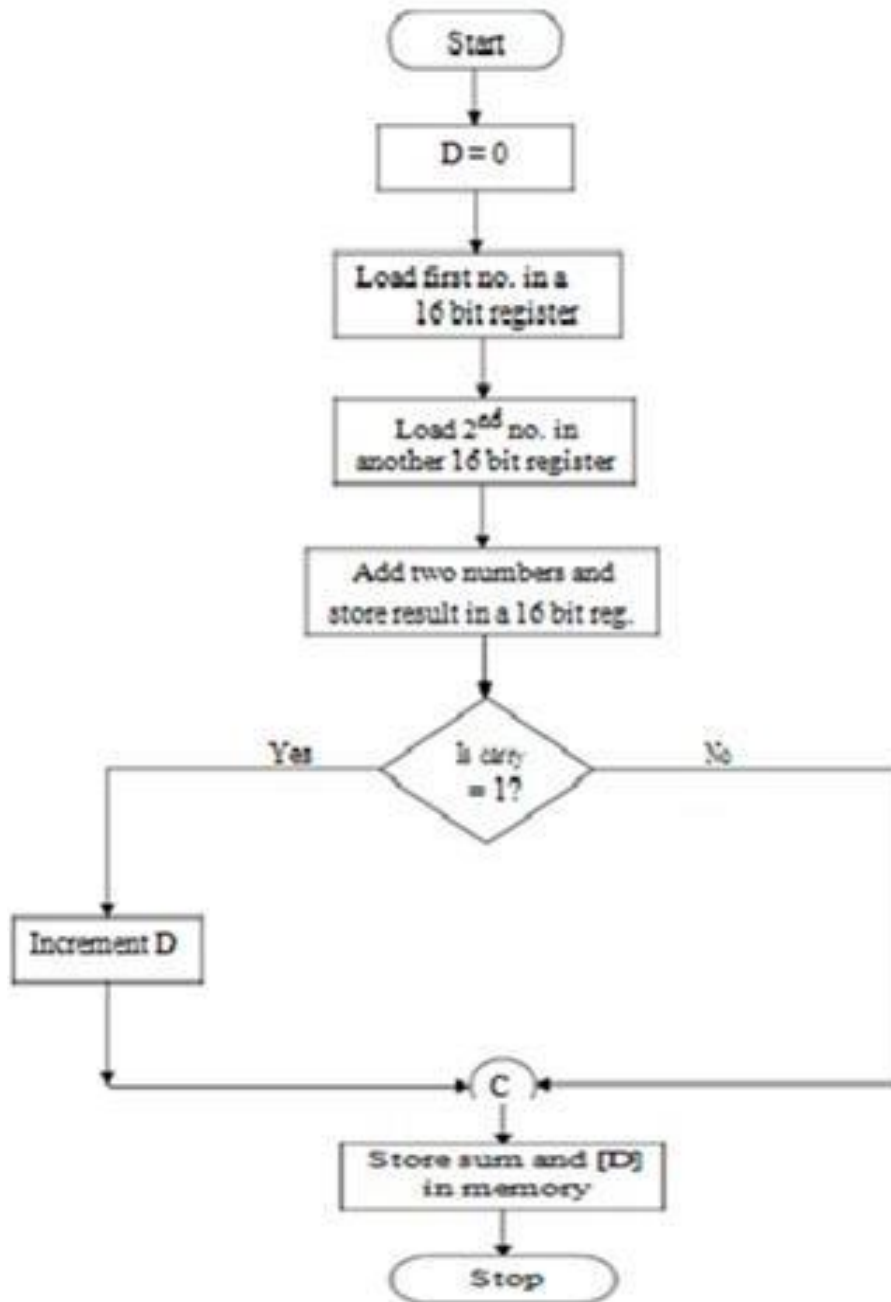 Start
D = 0
Load first no. in a
16 bit register
Load 2nd no. in
another 16 bit register
Add two numbers and
store result in a 16 bit reg.
Yes
Is carry
= 1?
No
Increment D
C
Store sum and [D]
in memory
Stop